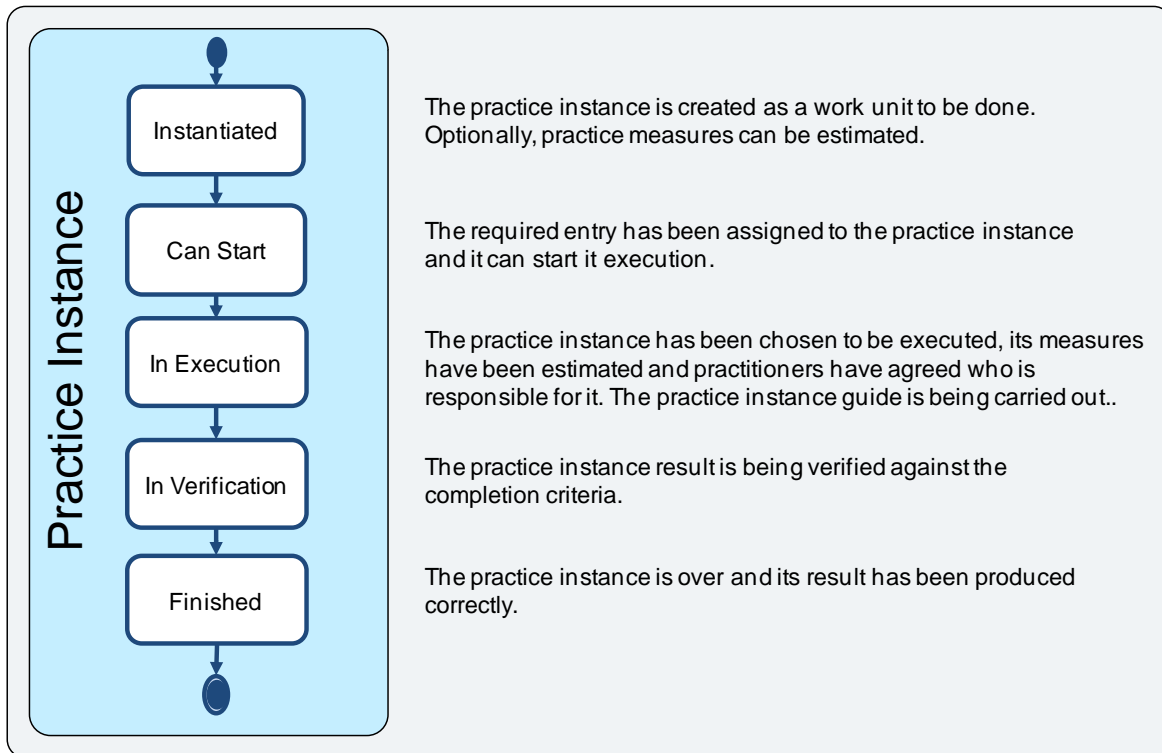 Practice Instance
Instantiated
The practice instance is created as a work unit to be done.
Optionally, practice measures can be estimated.
Can Start
The required entry has been assigned to the practice instance
and it can start it execution.
In Execution
The practice instance has been chosen to be executed, its measures
have been estimated and practitioners have agreed who is
responsible for it. The practice instance guide is being carried out..
In Verification
The practice instance result is being verified against the
completion criteria.
Finished
The practice instance is over and its result has been produced
correctly.